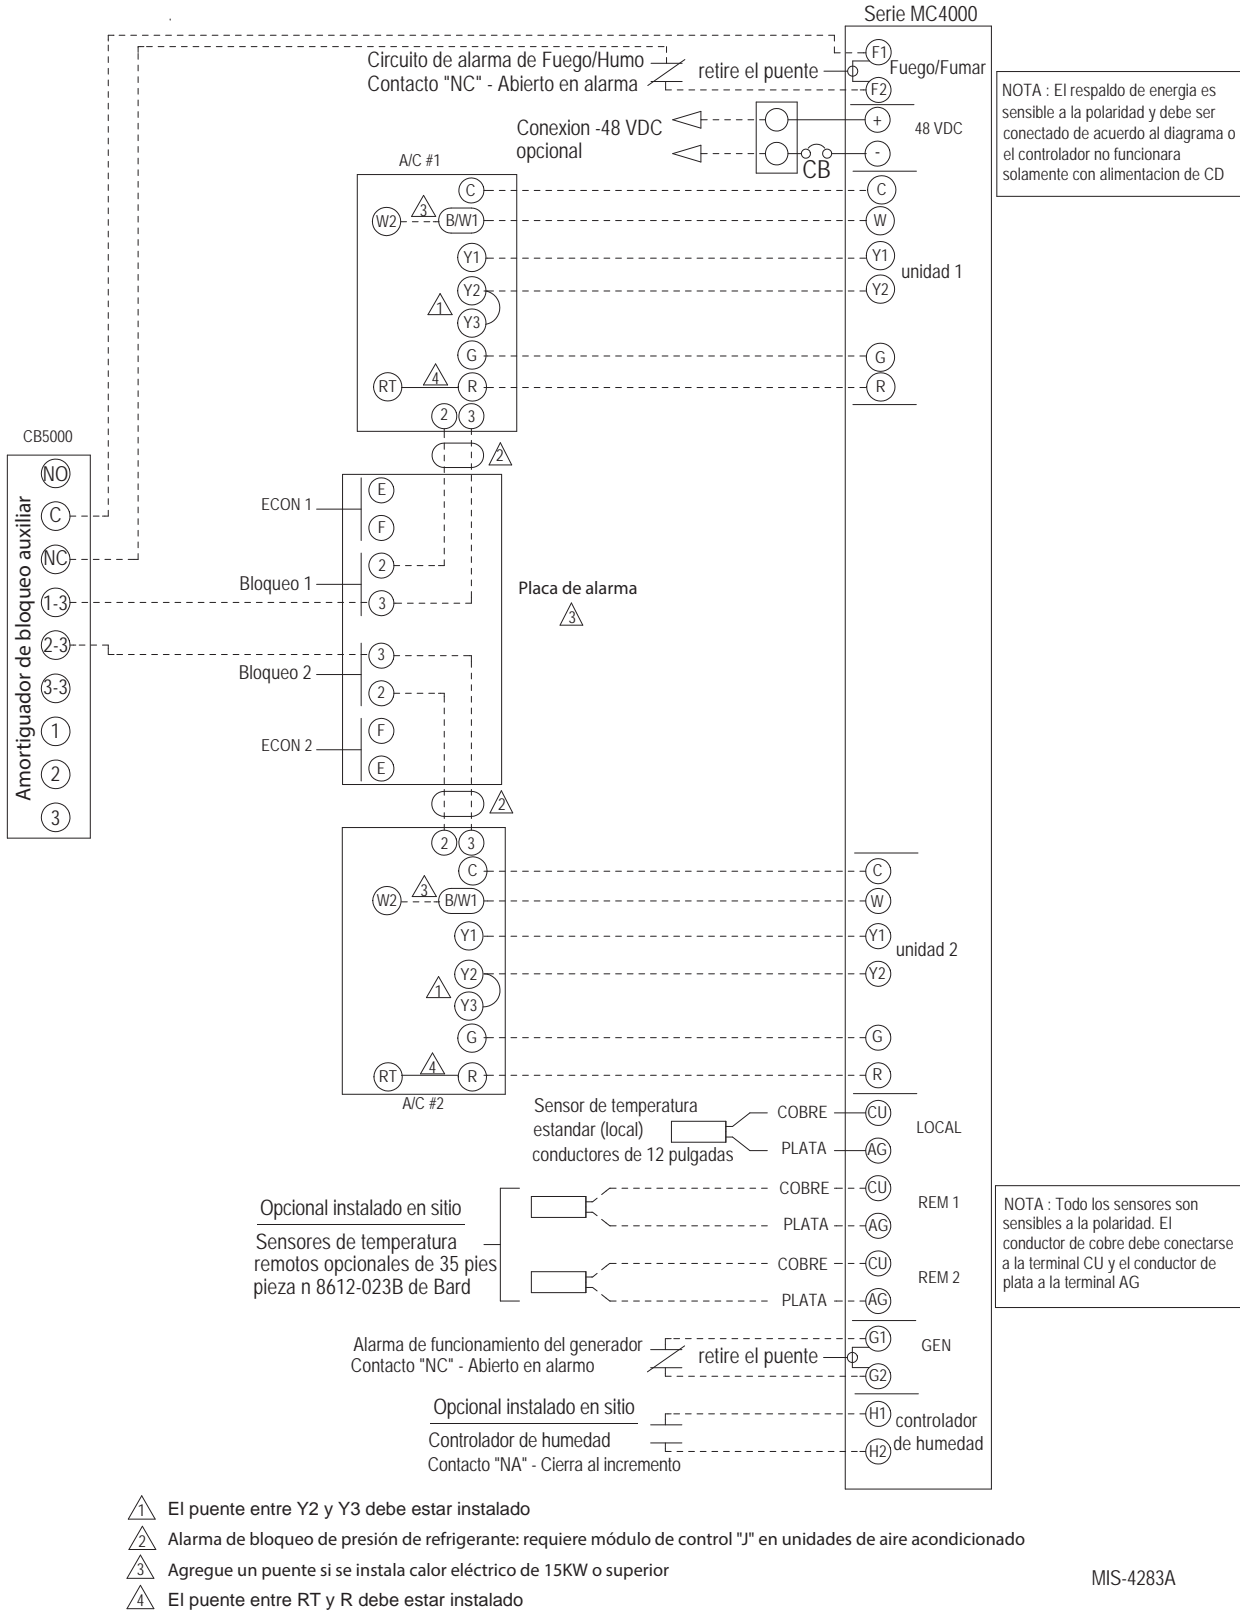 Serie MC4000
F1
Circuito de alarma de Fuego/Humo
Contacto "NC" - Abierto en alarma
retire el puente
Fuego/Fumar
F2
NOTA : El respaldo de energia es
sensible a la polaridad y debe ser
conectado de acuerdo al diagrama o
el controlador no funcionara
solamente con alimentacion de CD
Conexion -48 VDC
opcional
+
48 VDC
-
CB
A/C #1
C
C
W2
3
B/W1
W
Y1
Y1
unidad 1
Y2
Y2
1
Y3
G
G
RT
4
R
R
2
3
2
CB5000
Amortiguador de bloqueo auxiliar
NO
C
NC
1-3
2-3
3-3
1
2
3
ECON 1
E
F
Bloqueo 1
2
3
Placa de alarma
3
Bloqueo 2
3
2
ECON 2
F
E
2
2
3
C
C
W2
3
B/W1
W
Y1
Y1
unidad 2
Y2
Y2
1
Y3
G
G
RT
4
R
R
A/C #2
Sensor de temperatura
estandar (local)
conductores de 12 pulgadas
COBRE
CU
LOCAL
PLATA
AG
Opcional instalado en sitio
Sensores de temperatura
remotos opcionales de 35 pies
pieza n 8612-023B de Bard
COBRE
CU
REM 1
PLATA
AG
COBRE
CU
REM 2
PLATA
AG
NOTA : Todo los sensores son
sensibles a la polaridad. El
conductor de cobre debe conectarse
a la terminal CU y el conductor de
plata a la terminal AG
Alarma de funcionamiento del generador
Contacto "NC" - Abierto en alarmo
retire el puente
G1
GEN
G2
Opcional instalado en sitio
Controlador de humedad
Contacto "NA" - Cierra al incremento
H1
controlador
de humedad
H2
1 El puente entre Y2 y Y3 debe estar instalado
2 Alarma de bloqueo de presión de refrigerante: requiere módulo de control "J" en unidades de aire acondicionado
3 Agregue un puente si se instala calor eléctrico de 15KW o superior
4 El puente entre RT y R debe estar instalado
MIS-4283A